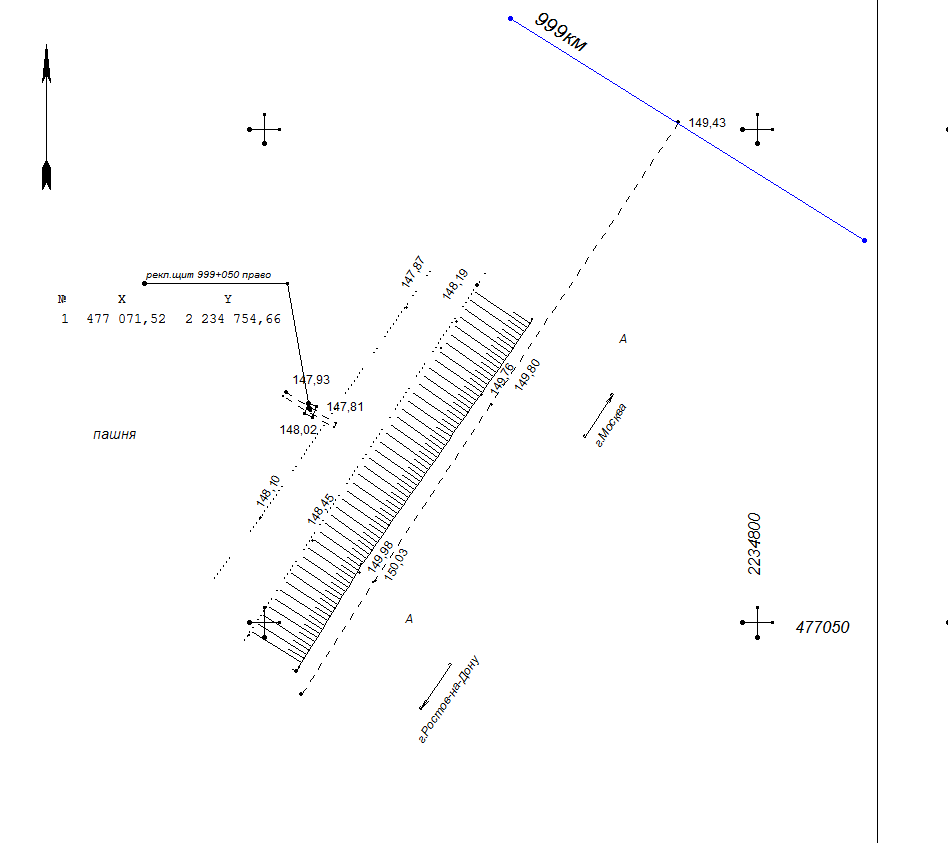 999км
149,43
147,87
148,19
рекл.щит 999+050 право
№ X Y
1 477 071,52 2 234 754,66
А
149,76
149,80
147,93
147,81
148,02
г.Москва
пашня
148,10
148,45
149,98
150,03
2234800
А
477050
г.Ростов-на-Дону